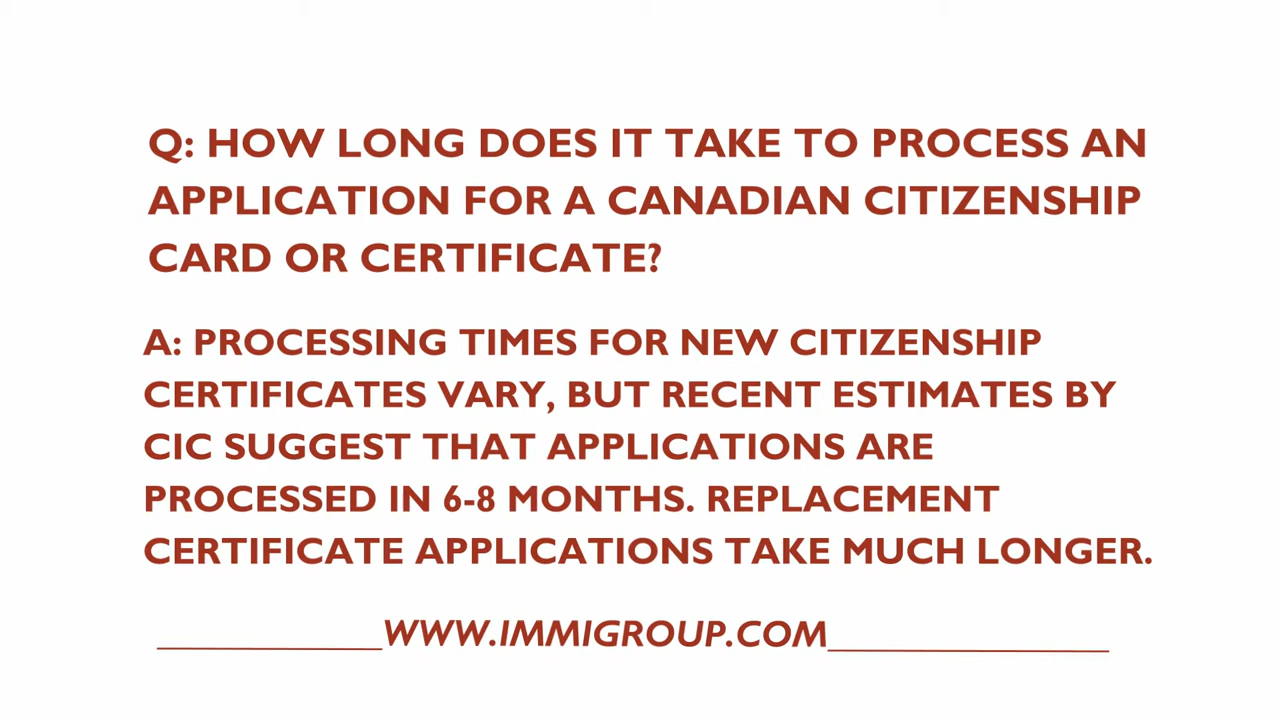 Q: HOW LONG DOES IT TAKE TO PROCESS AN
APPLICATION FOR A CANADIAN CITIZENSHIP
CARD OR CERTIFICATE?
A: PROCESSING TIMES FOR NEW CITIZENSHIP
CERTIFICATES VARY, BUT RECENT ESTIMATES BY
CIC SUGGEST THAT APPLICATIONS ARE
PROCESSED IN 6-8 MONTHS. REPLACEMENT
CERTIFICATE APPLICATIONS TAKE MUCH LONGER.
WWW.IMMIGROUP.COM